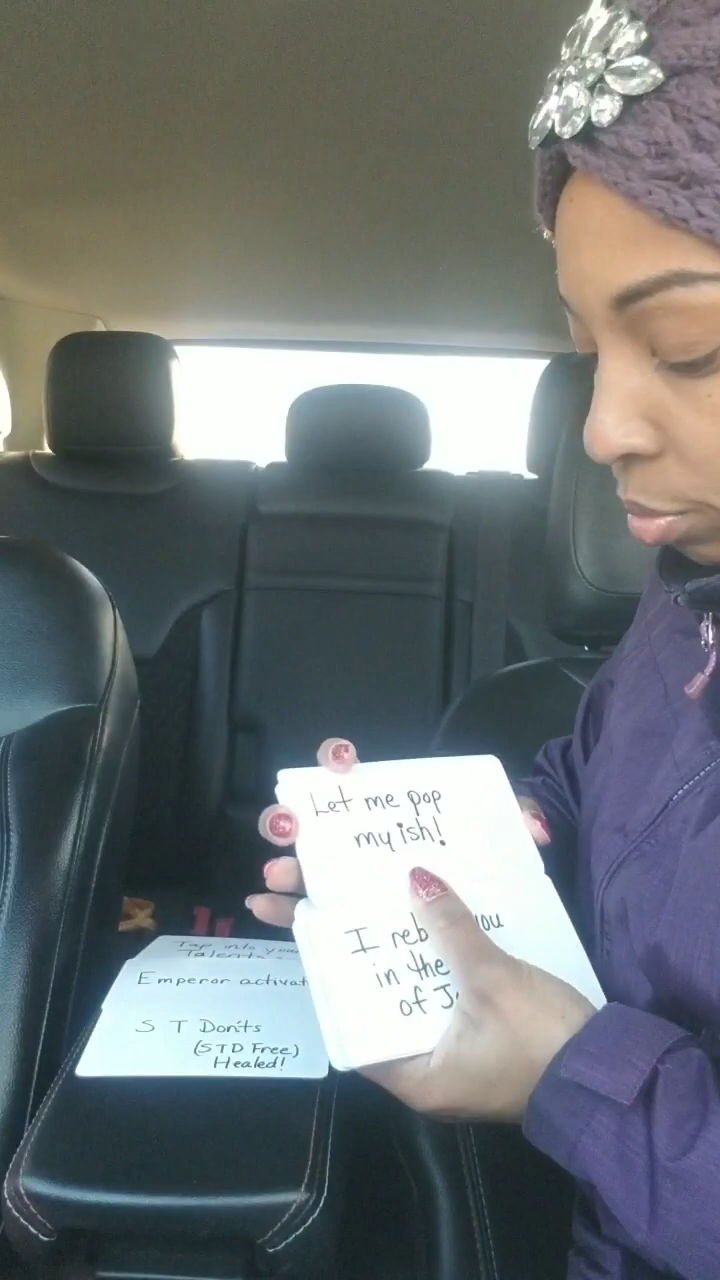 Let me pop
my ish!
I reb you
in the
of J
Tap into your
Talents
Emperor activat
S T Don'ts
(STD Free)
Healed!